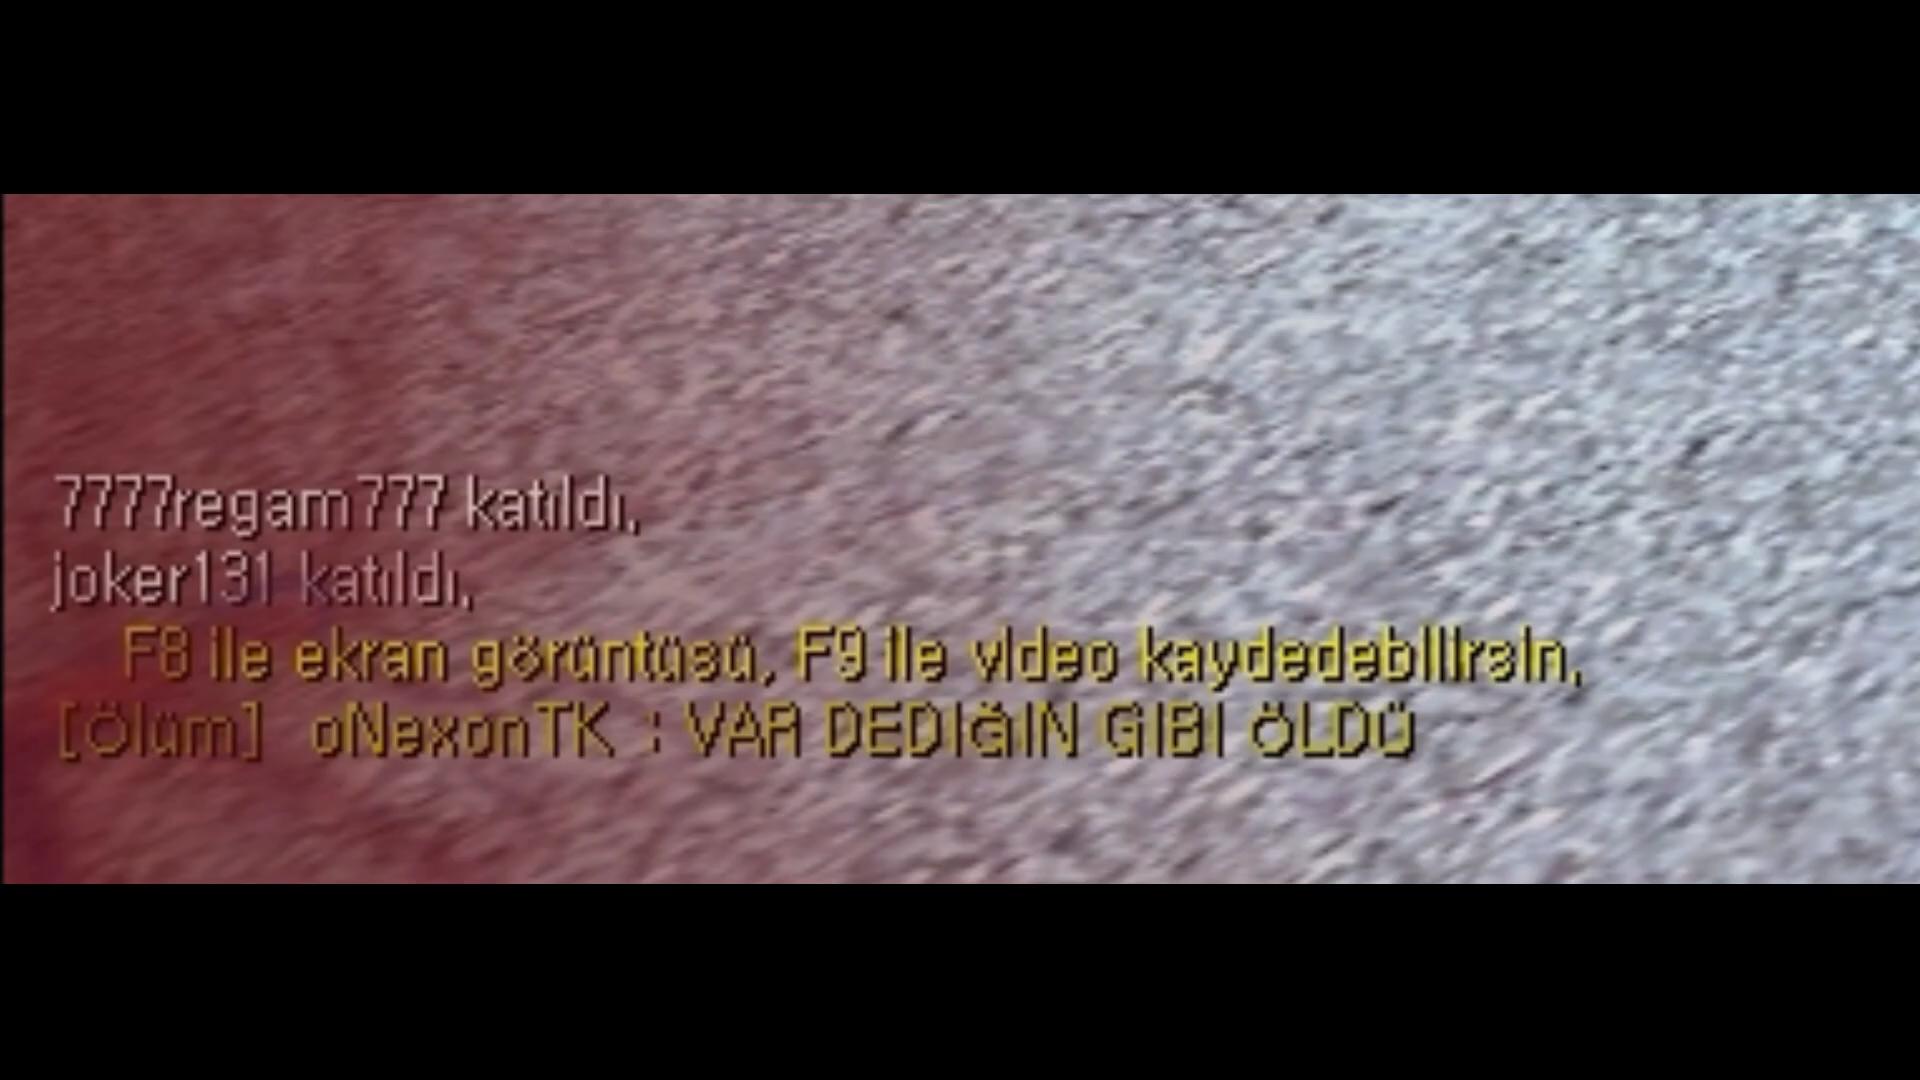 7777regam777 katıldı.
joker131 katıldı.
F8 ile ekran görüntüsü, F9 ile video kaydedebilirsin.
[Ölüm] oNexonTK : VAR DEDIĞIN GIBI ÖLDÜ